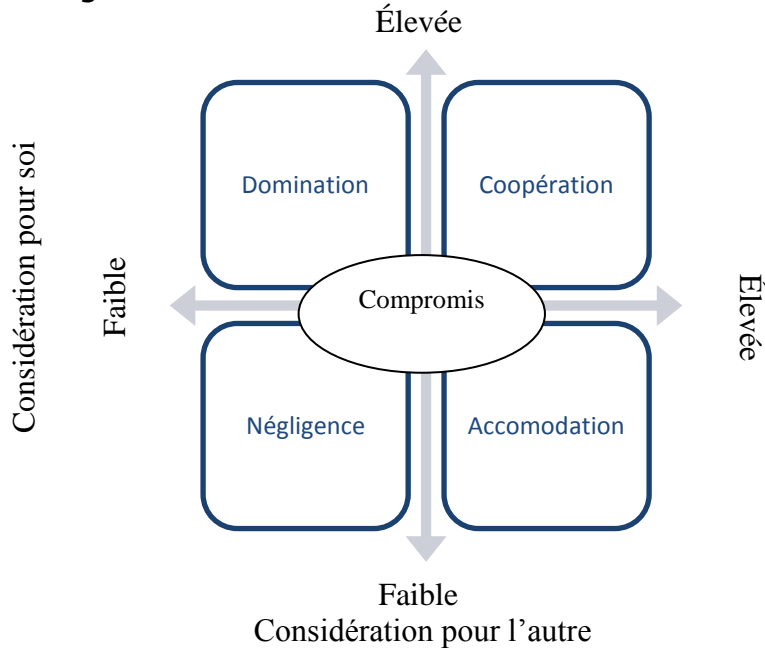 g
Élevée
Considération pour soi
Faible
Domination
Coopération
Compromis
Élevée
Négligence
Accomodation
Faible
Considération pour l’autre